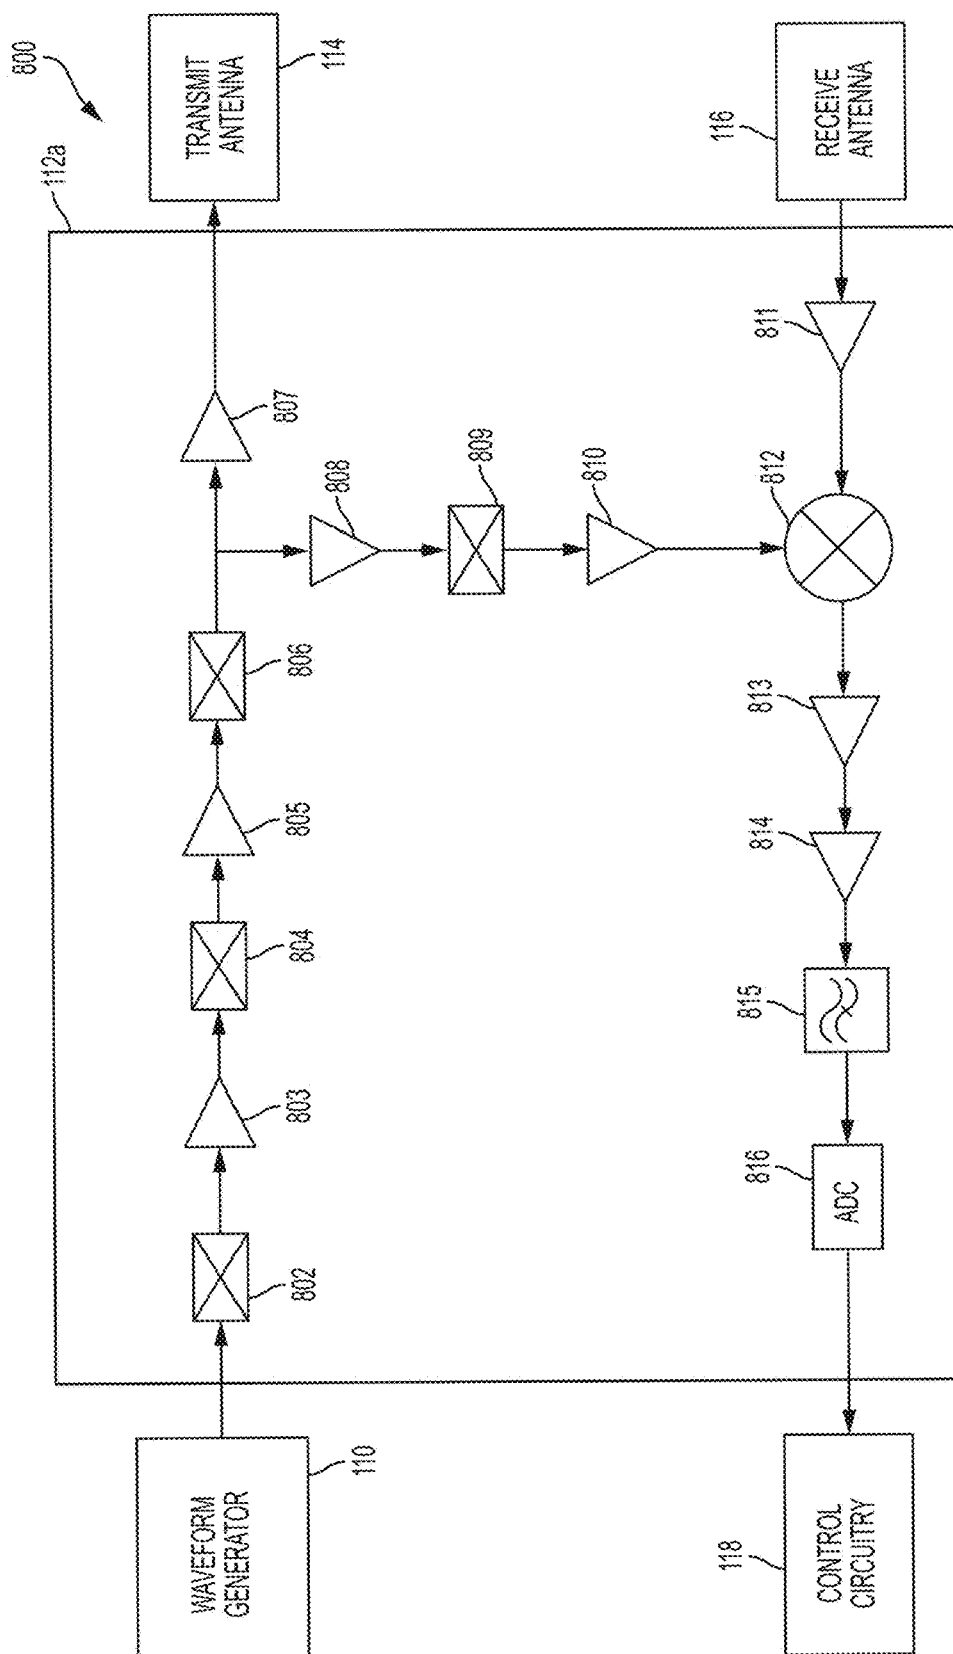 800
112a
WAVEFORM
GENERATOR
110
802
803
804
805
806
807
TRANSMIT
ANTENNA
114
808
809
810
CONTROL
CIRCUITRY
118
ADC
816
815
814
813
812
811
RECEIVE
ANTENNA
116